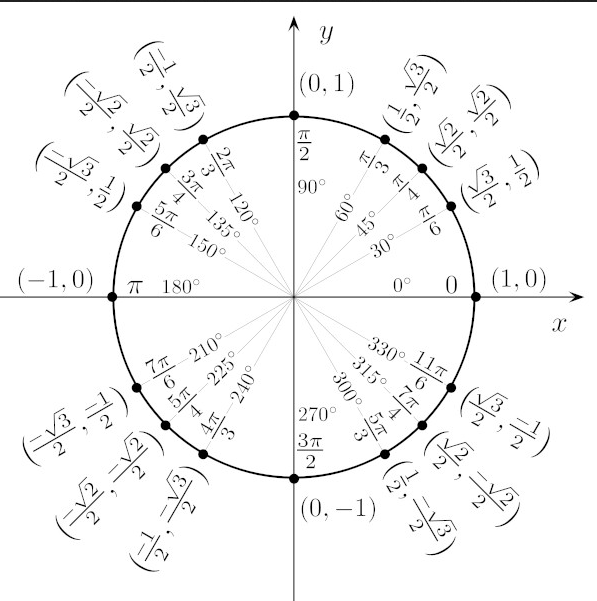 y
(0, 1)
(-1/2, √3/2)
(-√2/2, √2/2)
(-√3/2, 1/2)
(1/2, √3/2)
(√2/2, √2/2)
(√3/2, 1/2)
π/2
90°
2π/3
120°
3π/4
135°
5π/6
150°
π/3
60°
π/4
45°
π/6
30°
(−1, 0)
π
180°
0°
0
(1, 0)
x
7π/6
210°
5π/4
225°
4π/3
240°
270°
3π/2
300°
5π/3
315°
7π/4
330°
11π/6
(-√3/2, -1/2)
(-√2/2, -√2/2)
(-1/2, -√3/2)
(0, −1)
(1/2, -√3/2)
(√2/2, -√2/2)
(√3/2, -1/2)